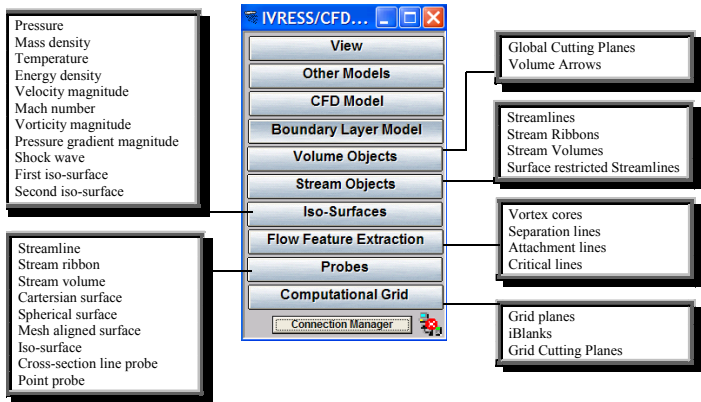 Pressure
Mass density
Temperature
Energy density
Velocity magnitude
Mach number
Vorticity magnitude
Pressure gradient magnitude
Shock wave
First iso-surface
Second iso-surface
Streamline
Stream ribbon
Stream volume
Cartersian surface
Spherical surface
Mesh aligned surface
Iso-surface
Cross-section line probe
Point probe
IVRESS/CFD...
View
Other Models
CFD Model
Boundary Layer Model
Volume Objects
Stream Objects
Iso-Surfaces
Flow Feature Extraction
Probes
Computational Grid
Connection Manager
Global Cutting Planes
Volume Arrows
Streamlines
Stream Ribbons
Stream Volumes
Surface restricted Streamlines
Vortex cores
Separation lines
Attachment lines
Critical lines
Grid planes
iBlanks
Grid Cutting Planes